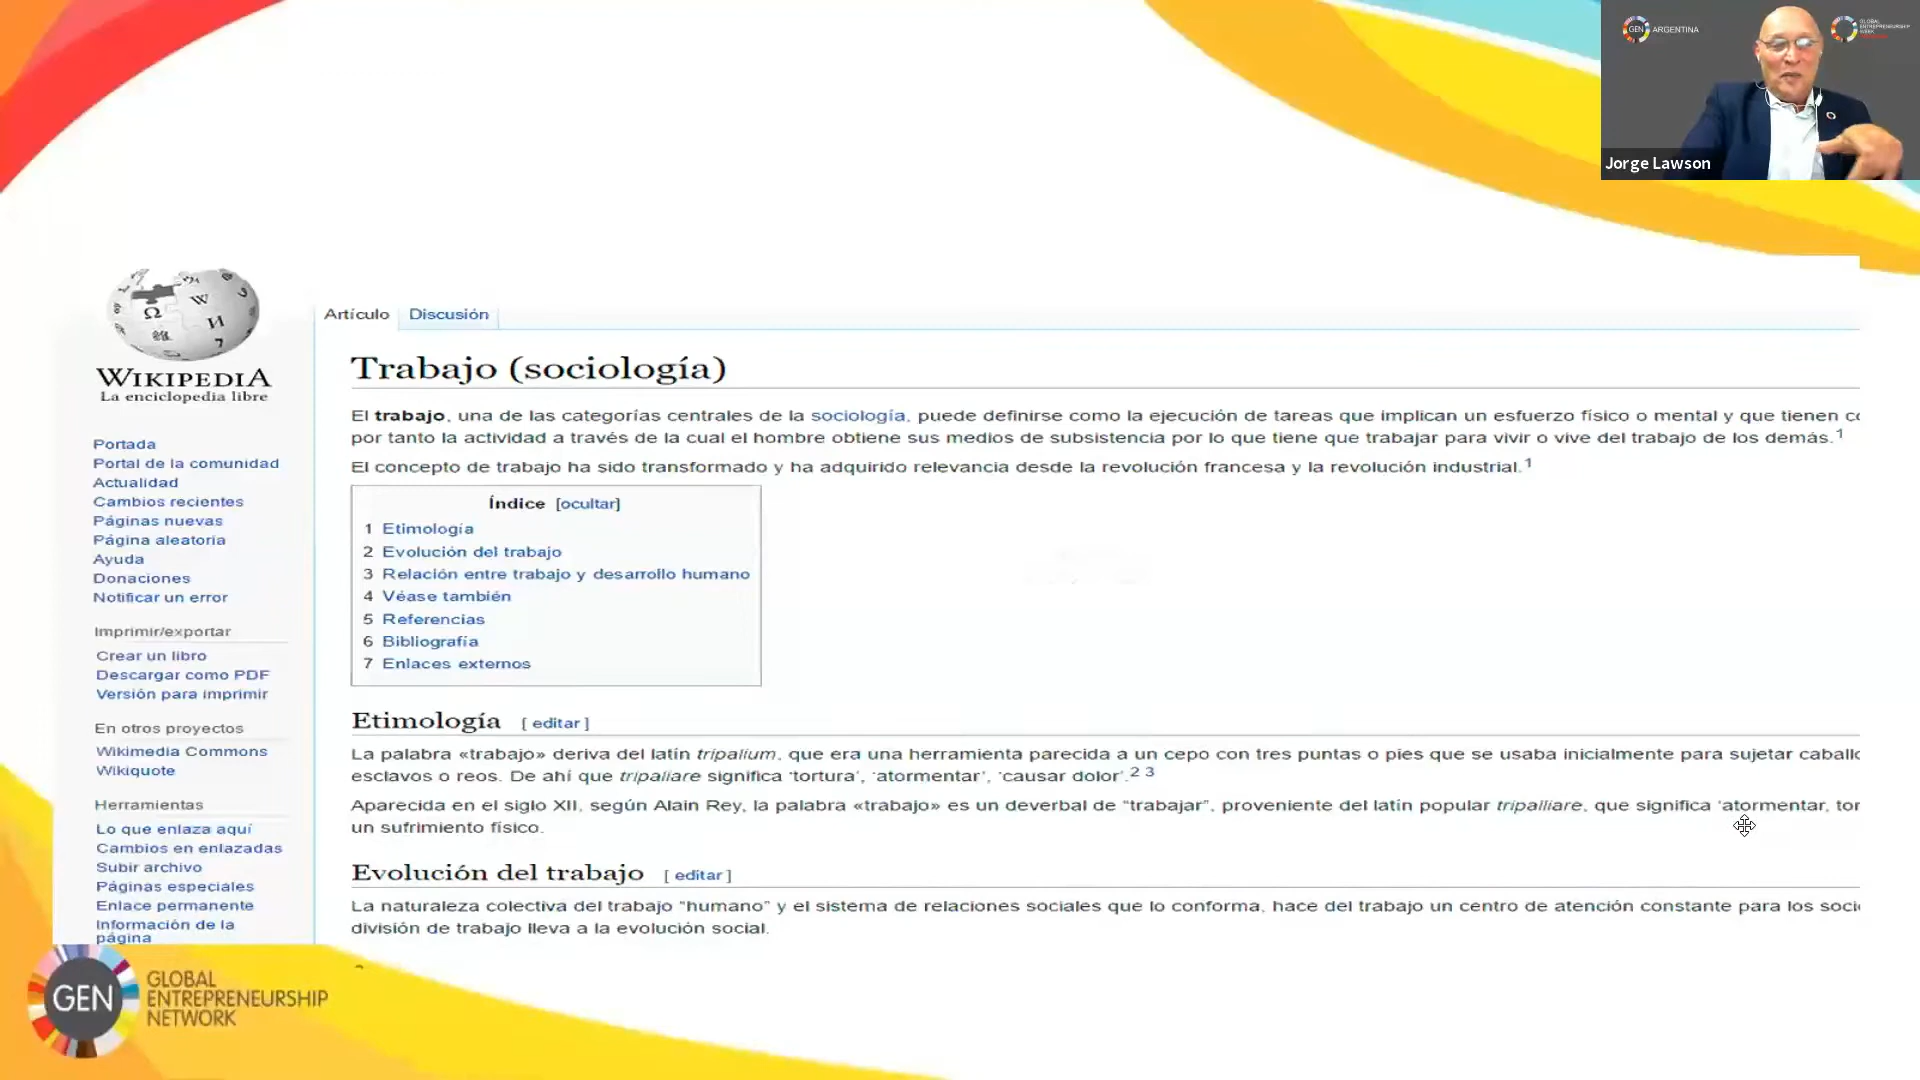 GEN ARGENTINA
GLOBAL
ENTREPRENEURSHIP
WEEK
Jorge Lawson
WIKIPEDIA
La enciclopedia libre
Portada
Portal de la comunidad
Actualidad
Cambios recientes
Páginas nuevas
Página aleatoria
Ayuda
Donaciones
Notificar un error
Imprimir/exportar
Crear un libro
Descargar como PDF
Versión para imprimir
En otros proyectos
Wikimedia Commons
Wikiquote
Herramientas
Lo que enlaza aquí
Cambios en enlazadas
Subir archivo
Páginas especiales
Enlace permanente
Información de la
página
Artículo Discusión
Trabajo (sociología)
El trabajo, una de las categorías centrales de la sociología, puede definirse como la ejecución de tareas que implican un esfuerzo físico o mental y que tienen
por tanto la actividad a través de la cual el hombre obtiene sus medios de subsistencia por lo que tiene que trabajar para vivir o vive del trabajo de los demás.1
El concepto de trabajo ha sido transformado y ha adquirido relevancia desde la revolución francesa y la revolución industrial.1
Índice [ocultar]
1 Etimología
2 Evolución del trabajo
3 Relación entre trabajo y desarrollo humano
4 Véase también
5 Referencias
6 Bibliografía
7 Enlaces externos
Etimología [ editar ]
La palabra «trabajo» deriva del latín tripalium, que era una herramienta parecida a un cepo con tres puntas o pies que se usaba inicialmente para sujetar caball
esclavos o reos. De ahí que tripaliare significa 'tortura', 'atormentar', 'causar dolor'.2 3
Aparecida en el siglo XII, según Alain Rey, la palabra «trabajo» es un deverbal de "trabajar", proveniente del latín popular tripalliare, que significa 'atormentar, tor
un sufrimiento físico.
Evolución del trabajo [ editar ]
La naturaleza colectiva del trabajo "humano" y el sistema de relaciones sociales que lo conforma, hace del trabajo un centro de atención constante para los soci
división de trabajo lleva a la evolución social.
GEN
GLOBAL
ENTREPRENEURSHIP
NETWORK